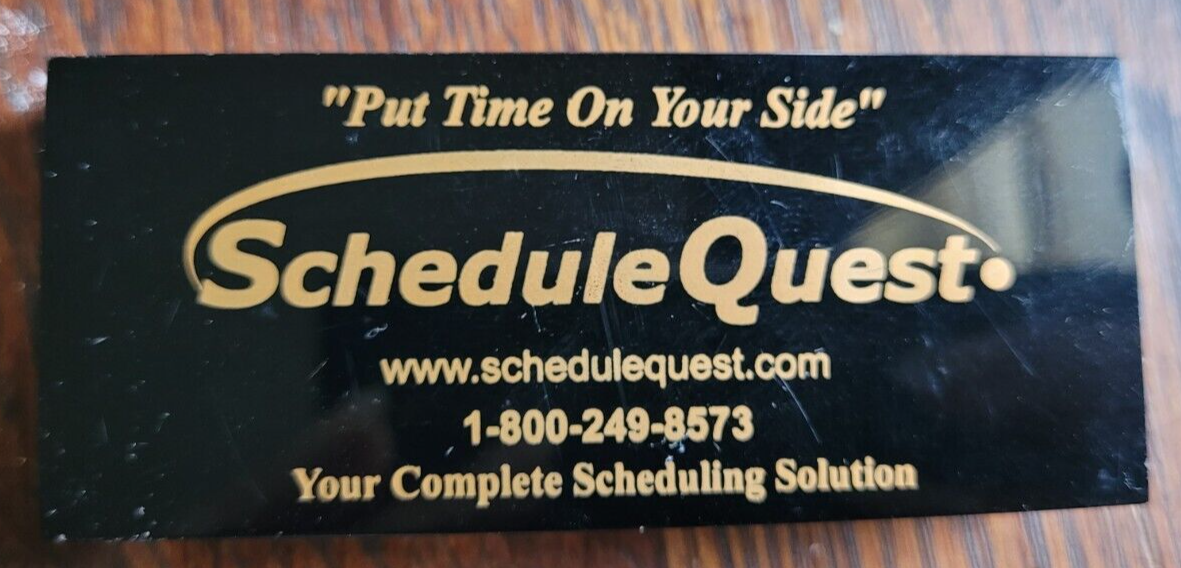 "Put Time On Your Side"
ScheduleQuest
www.schedulequest.com
1-800-249-8573
Your Complete Scheduling Solution